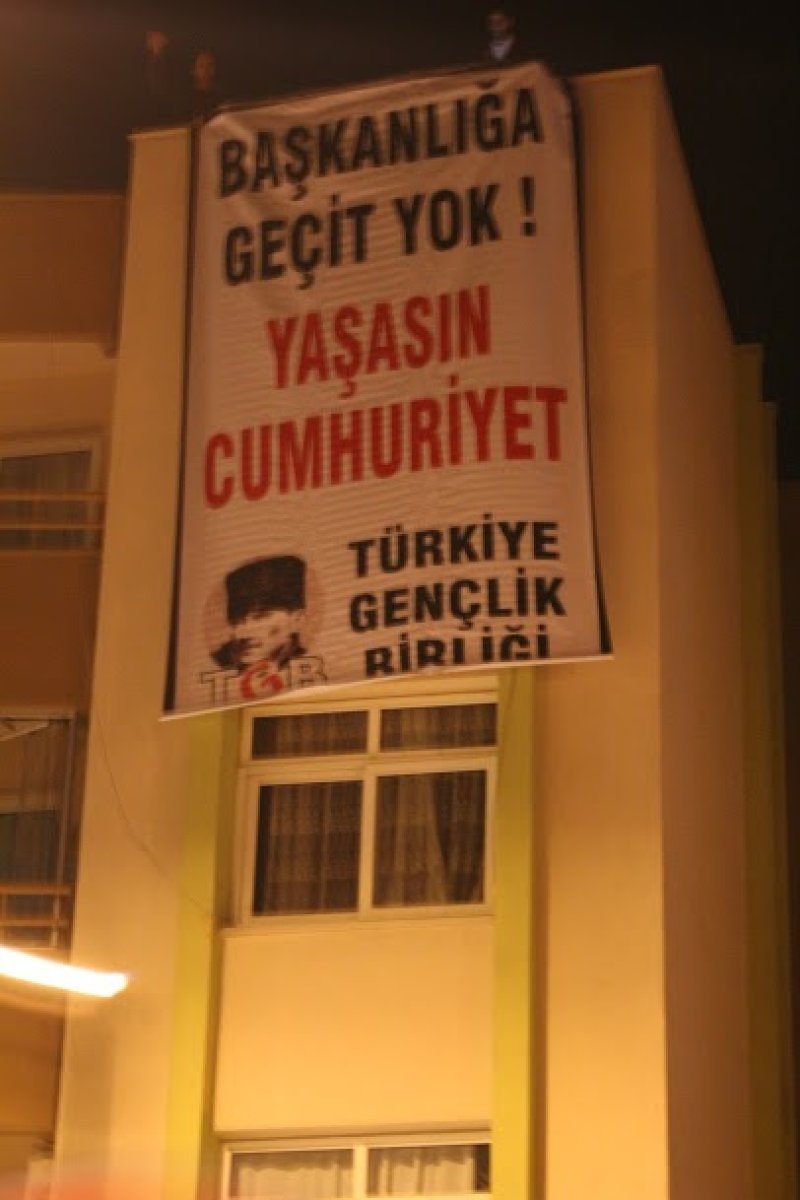 BAŞKANLIĞA
GEÇİT YOK !
YAŞASIN
CUMHURİYET
TÜRKİYE
GENÇLİK
BİRLİĞİ
TGB